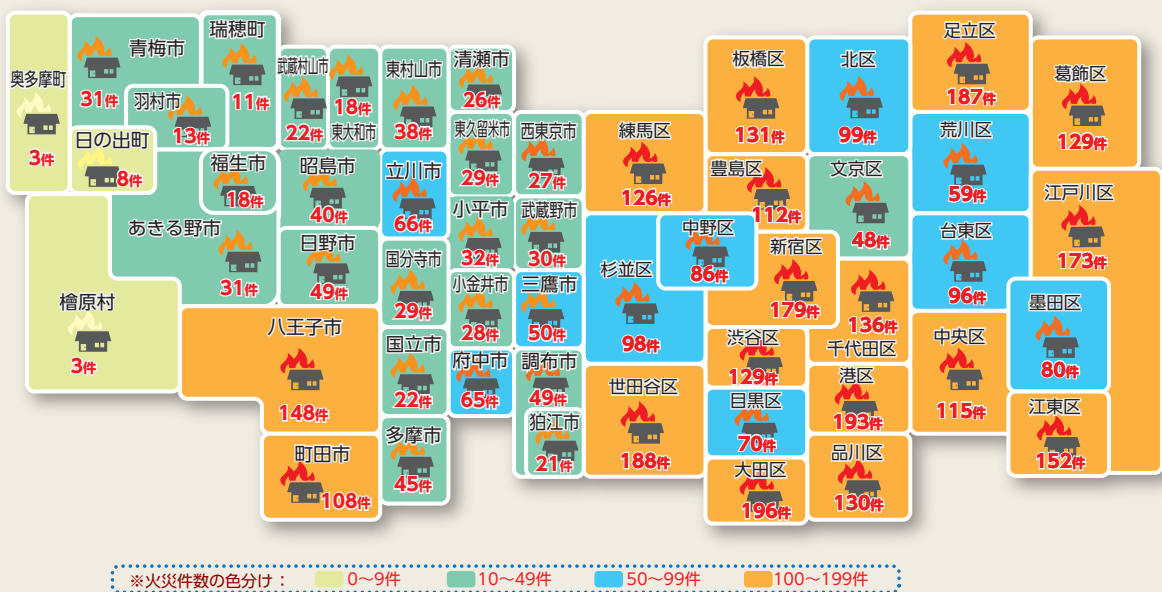 奥多摩町
3件
青梅市
31件
瑞穂町
11件
羽村市
13件
日の出町
8件
福生市
18件
あきる野市
31件
檜原村
3件
武蔵村山市
22件
18件
東大和市
東村山市
38件
清瀬市
26件
昭島市
40件
立川市
66件
東久留米市
29件
西東京市
27件
日野市
49件
国分寺市
29件
小平市
32件
武蔵野市
30件
小金井市
28件
三鷹市
50件
八王子市
148件
国立市
22件
府中市
65件
調布市
49件
狛江市
21件
町田市
108件
多摩市
45件
練馬区
126件
板橋区
131件
北区
99件
足立区
187件
葛飾区
129件
豊島区
112件
文京区
48件
荒川区
59件
江戸川区
173件
杉並区
98件
中野区
86件
新宿区
179件
台東区
96件
136件
千代田区
墨田区
80件
渋谷区
129件
中央区
115件
世田谷区
188件
目黒区
70件
港区
193件
江東区
152件
大田区
196件
品川区
130件
※火災件数の色分け： 0～9件 10～49件 50～99件 100～199件